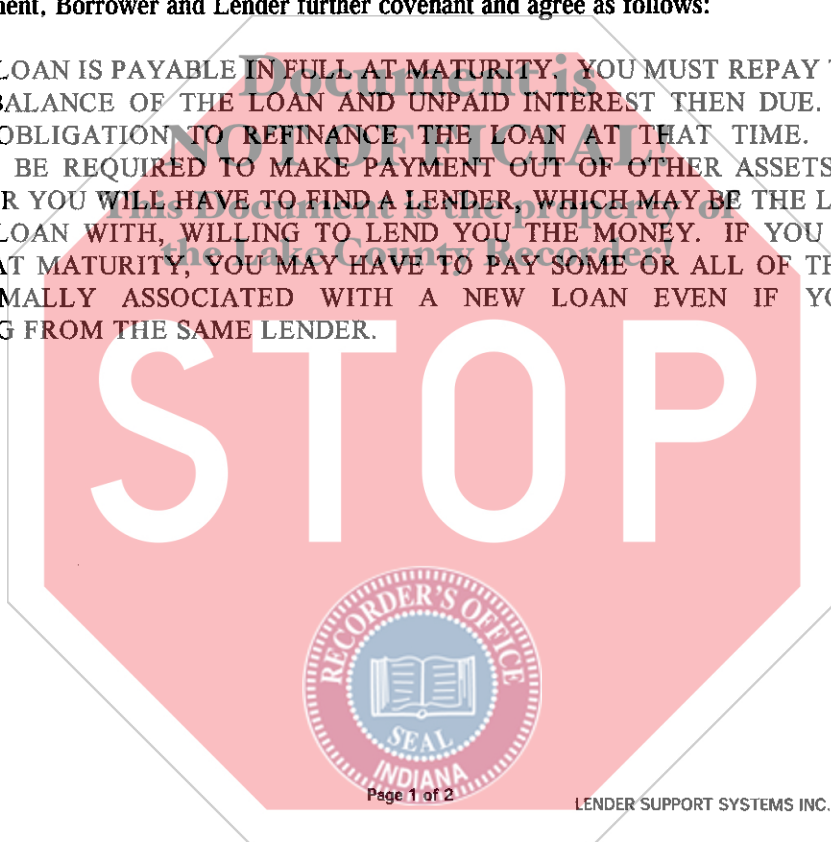 ment, Borrower and Lender further covenant and agree as follows:
LOAN IS PAYABLE IN FULL AT MATURITY. YOU MUST REPAY
BALANCE OF THE LOAN AND UNPAID INTEREST THEN DUE.
OBLIGATION TO REFINANCE THE LOAN AT THAT TIME.
BE REQUIRED TO MAKE PAYMENT OUT OF OTHER ASSETS
R YOU WILL HAVE TO FIND A LENDER, WHICH MAY BE THE L
LOAN WITH, WILLING TO LEND YOU THE MONEY. IF YOU
AT MATURITY, YOU MAY HAVE TO PAY SOME OR ALL OF TH
MALLY ASSOCIATED WITH A NEW LOAN EVEN IF YO
G FROM THE SAME LENDER.
Document is
NOT OFFICIAL!
This Document is the property of
the Lake County Recorder!
STOP
RECORDER'S OFFICE
SEAL
INDIANA
Page 1 of 2
LENDER SUPPORT SYSTEMS INC.